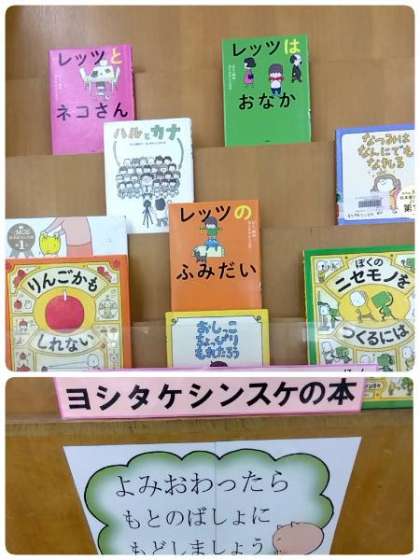 レッツと
ネコさん
レッツは
おなか
ハルとカナ
なつみは
なんにでも
なれる
レッツの
ふみだい
りんごかも
しれない
おしっこ
ちょっぴり
もれたろう
ぼくの
ニセモノを
つくるには
ヨシタケシンスケの本
よみおわったら
もとのばしょに
もどしましょう